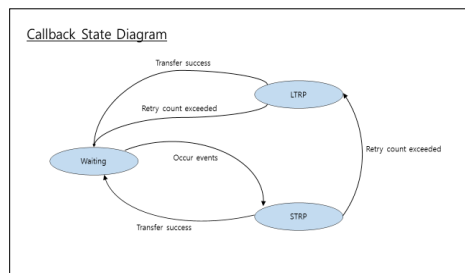 Callback State Diagram
Transfer success
LTRP
Retry count exceeded
Waiting
Occur events
Retry count exceeded
STRP
Transfer success